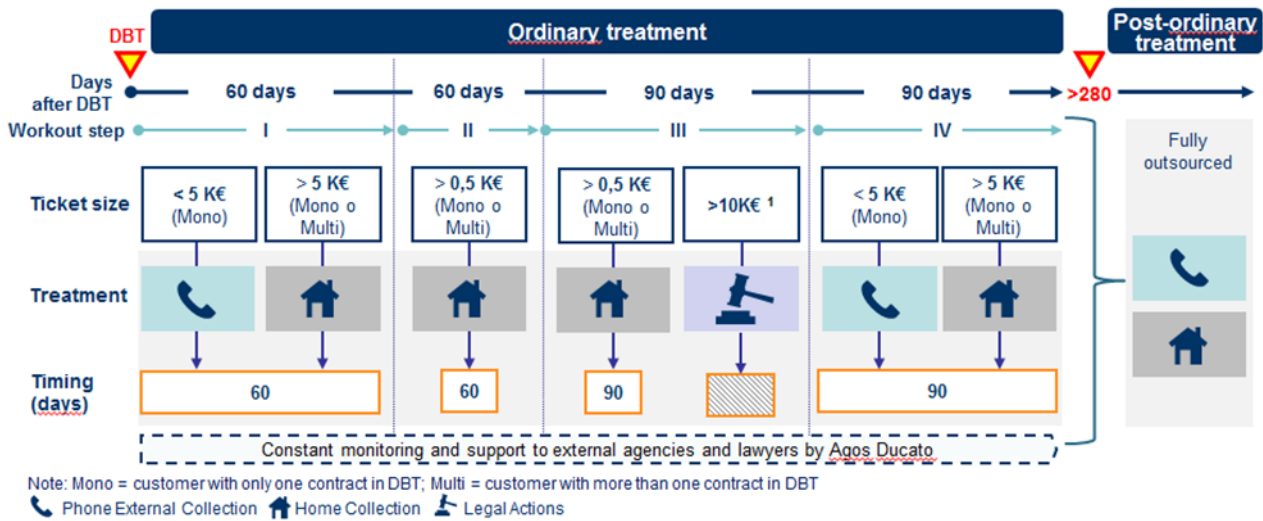 DBT
Ordinary treatment
Post-ordinary
treatment
Days
after DBT
60 days
60 days
90 days
90 days
>280
Workout step
I
II
III
IV
Ticket size
< 5 K€
(Mono)
> 5 K€
(Mono o
Multi)
> 0,5 K€
(Mono o
Multi)
> 0,5 K€
(Mono o
Multi)
>10K€ ¹
< 5 K€
(Mono)
> 5 K€
(Mono o
Multi)
Fully
outsourced
Treatment
Timing
(days)
60
60
90
90
Constant monitoring and support to external agencies and lawyers by Agos Ducato
Note: Mono = customer with only one contract in DBT; Multi = customer with more than one contract in DBT
Phone External Collection Home Collection Legal Actions